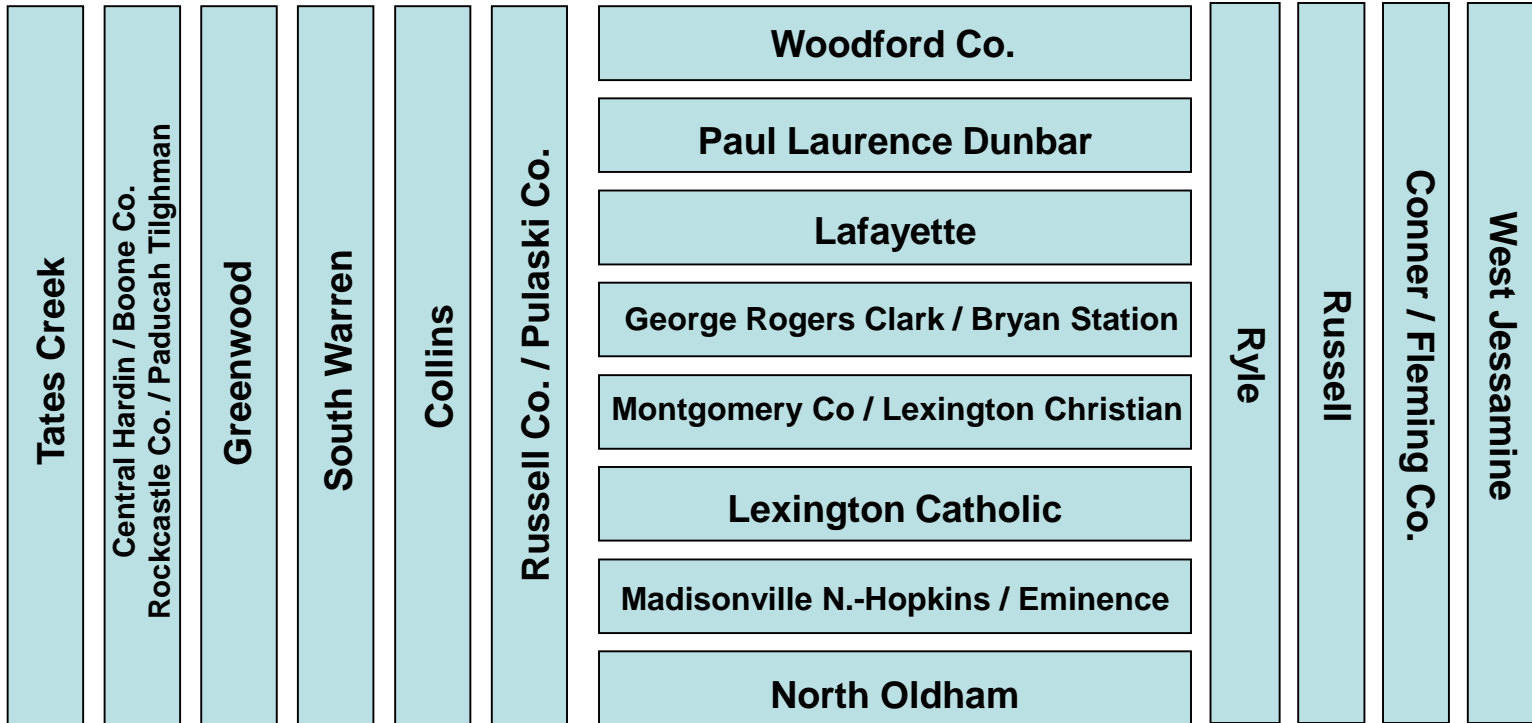 Tates Creek
Central Hardin / Boone Co.
Rockcastle Co. / Paducah Tilghman
Greenwood
South Warren
Collins
Russell Co. / Pulaski Co.
Woodford Co.
Paul Laurence Dunbar
Lafayette
George Rogers Clark / Bryan Station
Montgomery Co / Lexington Christian
Lexington Catholic
Madisonville N.-Hopkins / Eminence
North Oldham
Ryle
Russell
Conner / Fleming Co.
West Jessamine